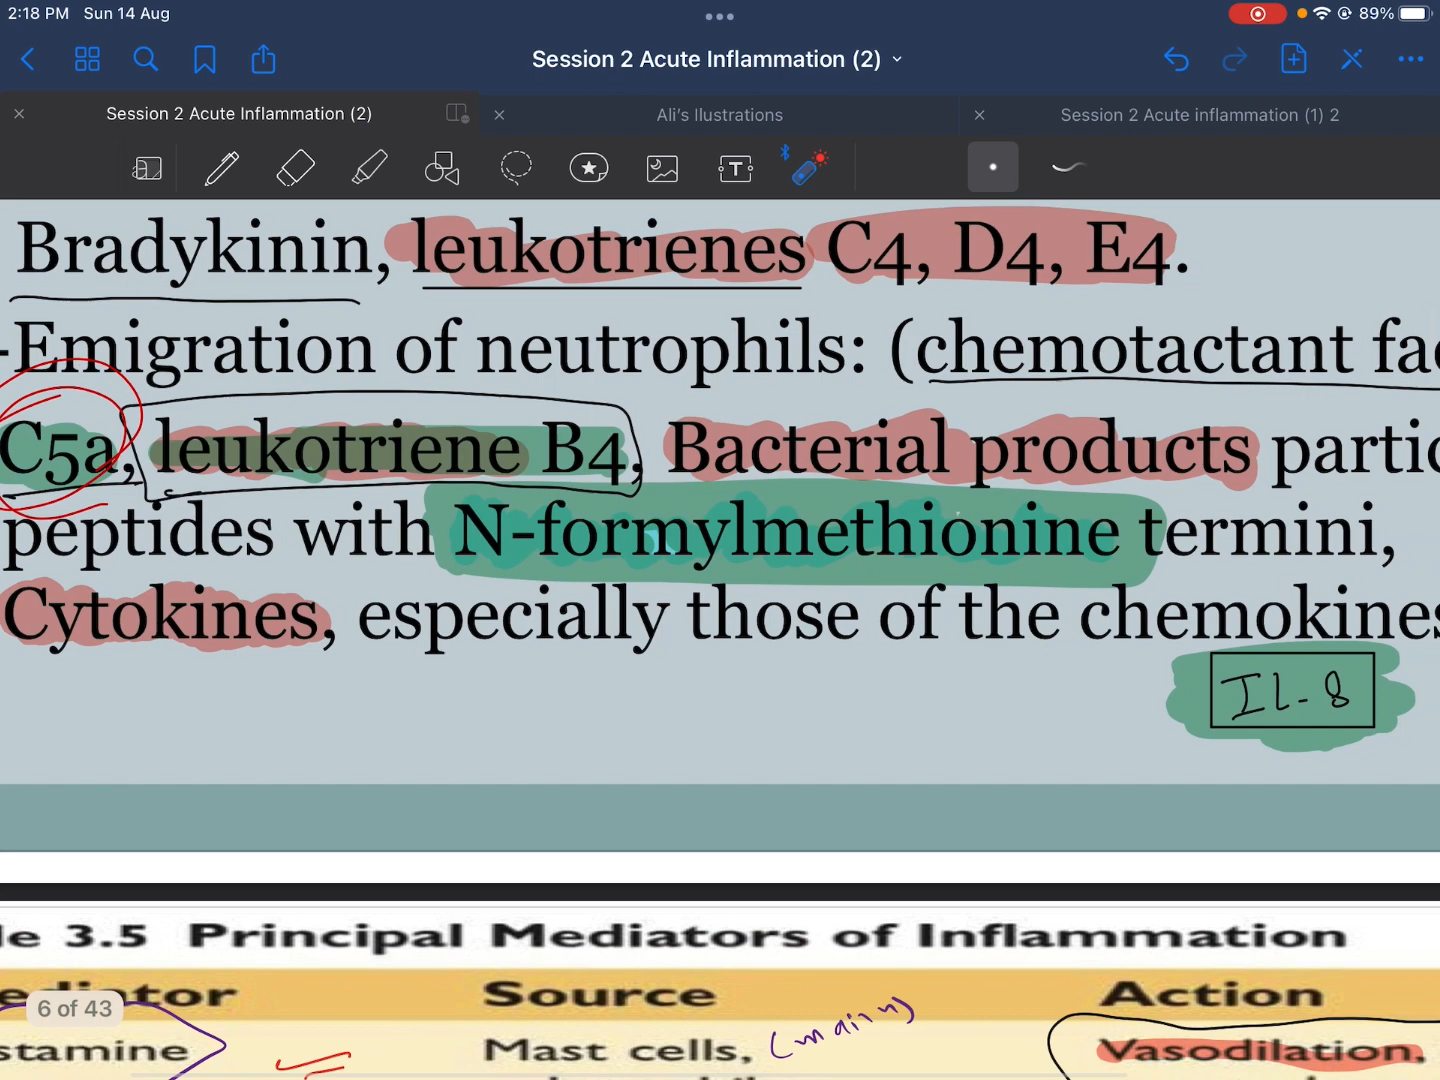 2:18 PM Sun 14 Aug
89%
Session 2 Acute Inflammation (2)
Session 2 Acute Inflammation (2)
Ali's Ilustrations
Session 2 Acute inflammation (1) 2
Bradykinin, leukotrienes C4, D4, E4.
-Emigration of neutrophils: (chemotactant fac
C5a, leukotriene B4, Bacterial products partic
peptides with N-formylmethionine termini,
Cytokines, especially those of the chemokines
IL-8
le 3.5 Principal Mediators of Inflammation
ediator Source Action
6 of 43
stamine Mast cells, (main) Vasodilation,